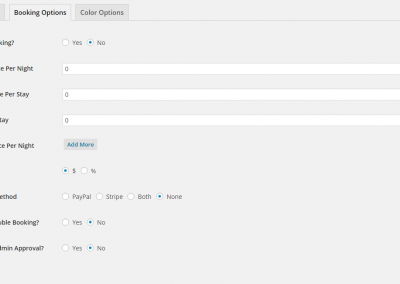 Booking Options Color Options
king? Yes No
e Per Night 0
e Per Stay 0
tay 0
ce Per Night Add More
$ %
ethod PayPal Stripe Both None
uble Booking? Yes No
dmin Approval? Yes No